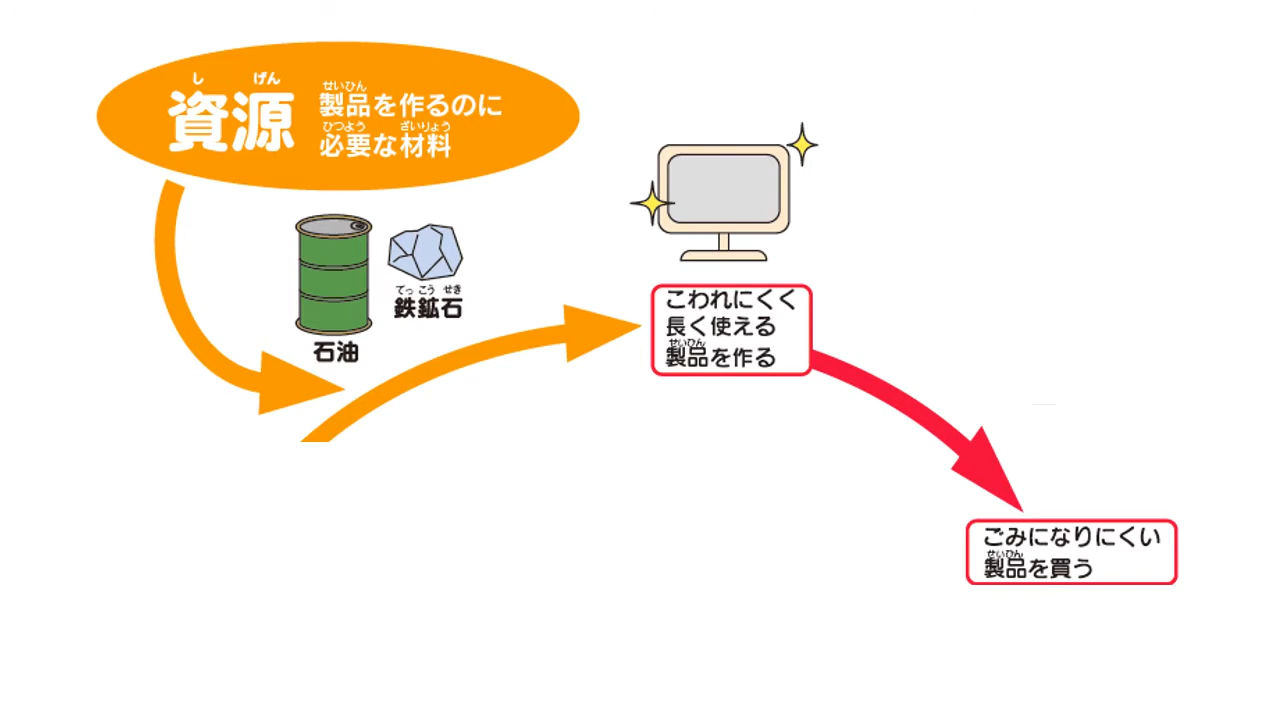 しげん
資源
せいひん
製品を作るのに
ひつよう ざいりょう
必要な材料
てっこうせき
鉄鉱石
石油
こわれにくく
長く使える
せいひん
製品を作る
ごみになりにくい
せいひん
製品を買う